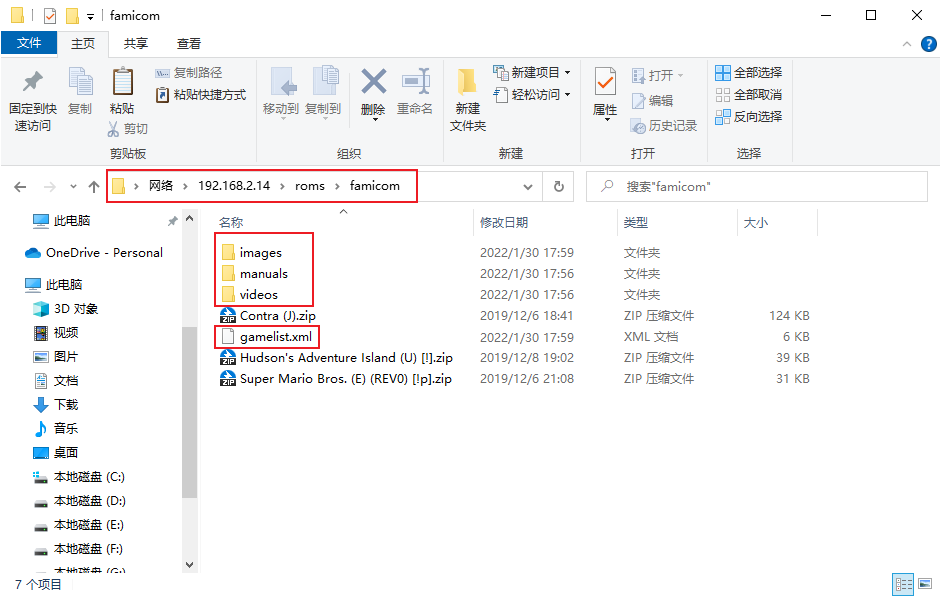 famicom
文件
主页
共享
查看
固定到快
速访问
复制
粘贴
复制路径
粘贴快捷方式
剪切
剪贴板
移动到
复制到
删除
重命名
组织
新建
文件夹
新建项目
轻松访问
新建
属性
打开
编辑
历史记录
打开
全部选择
全部取消
反向选择
选择
网络 › 192.168.2.14 › roms › famicom
搜索"famicom"
此电脑
OneDrive - Personal
此电脑
3D 对象
视频
图片
文档
下载
音乐
桌面
本地磁盘 (C:)
本地磁盘 (D:)
本地磁盘 (E:)
本地磁盘 (F:)
本地磁盘 (G:)
名称 修改日期 类型 大小
images 2022/1/30 17:59 文件夹
manuals 2022/1/30 17:56 文件夹
videos 2022/1/30 17:56 文件夹
Contra (J).zip 2019/12/6 18:41 ZIP 压缩文件 124 KB
gamelist.xml 2022/1/30 17:59 XML 文档 6 KB
Hudson's Adventure Island (U) [!].zip 2019/12/8 19:02 ZIP 压缩文件 39 KB
Super Mario Bros. (E) (REV0) [!p].zip 2019/12/6 21:08 ZIP 压缩文件 31 KB
7 个项目